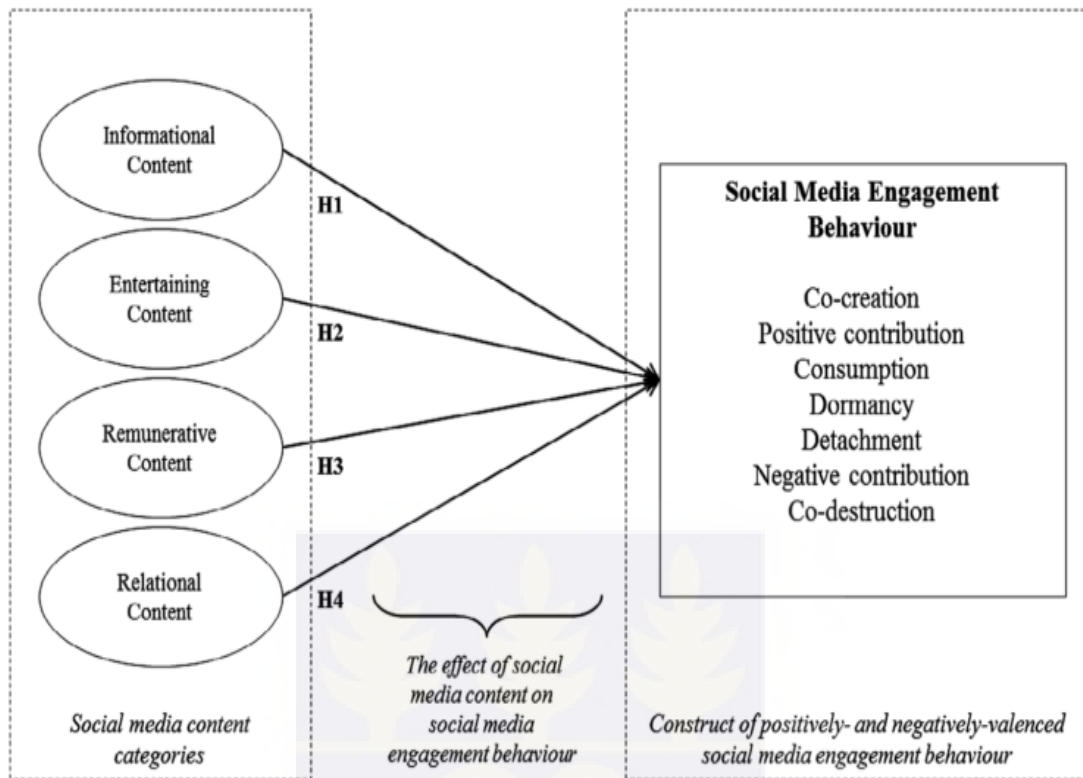 Informational
Content
H1
Entertaining
Content
H2
Remunerative
Content
H3
Relational
Content
H4
Social media content
categories
The effect of social
media content on
social media
engagement behaviour
Social Media Engagement
Behaviour
Co-creation
Positive contribution
Consumption
Dormancy
Detachment
Negative contribution
Co-destruction
Construct of positively- and negatively-valenced
social media engagement behaviour